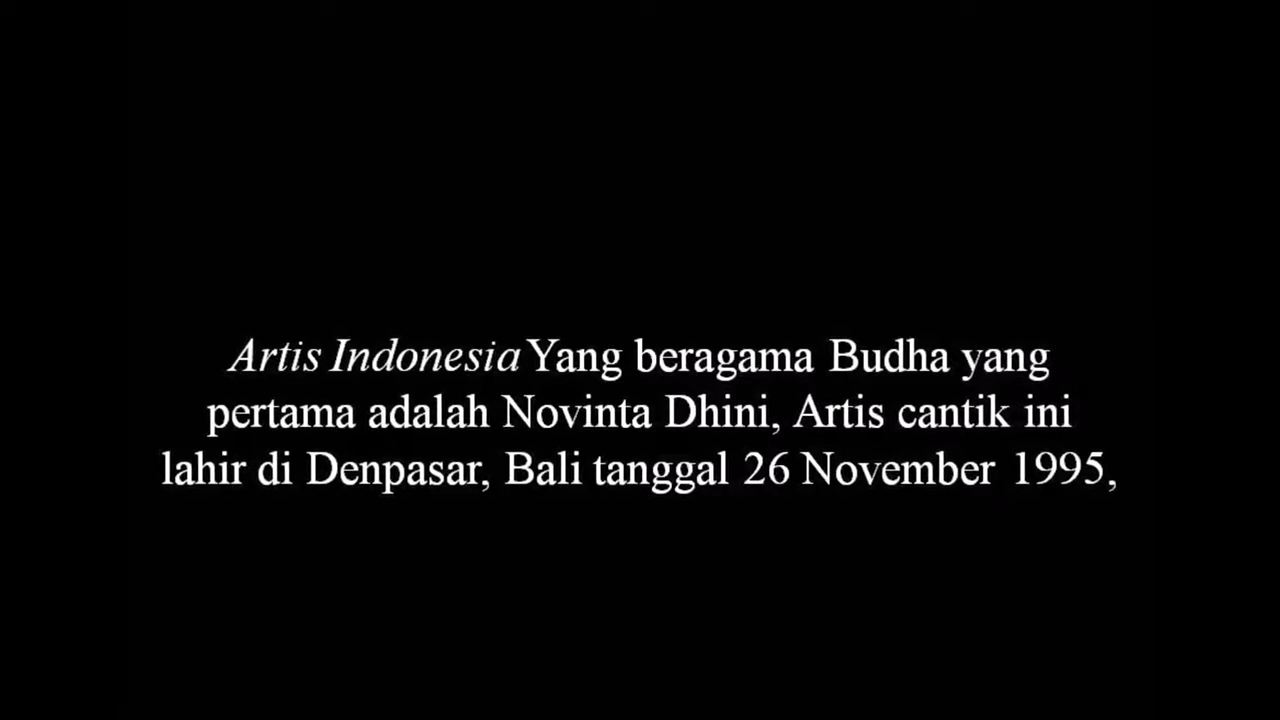 Artis Indonesia Yang beragama Budha yang
pertama adalah Novinta Dhini, Artis cantik ini
lahir di Denpasar, Bali tanggal 26 November 1995,